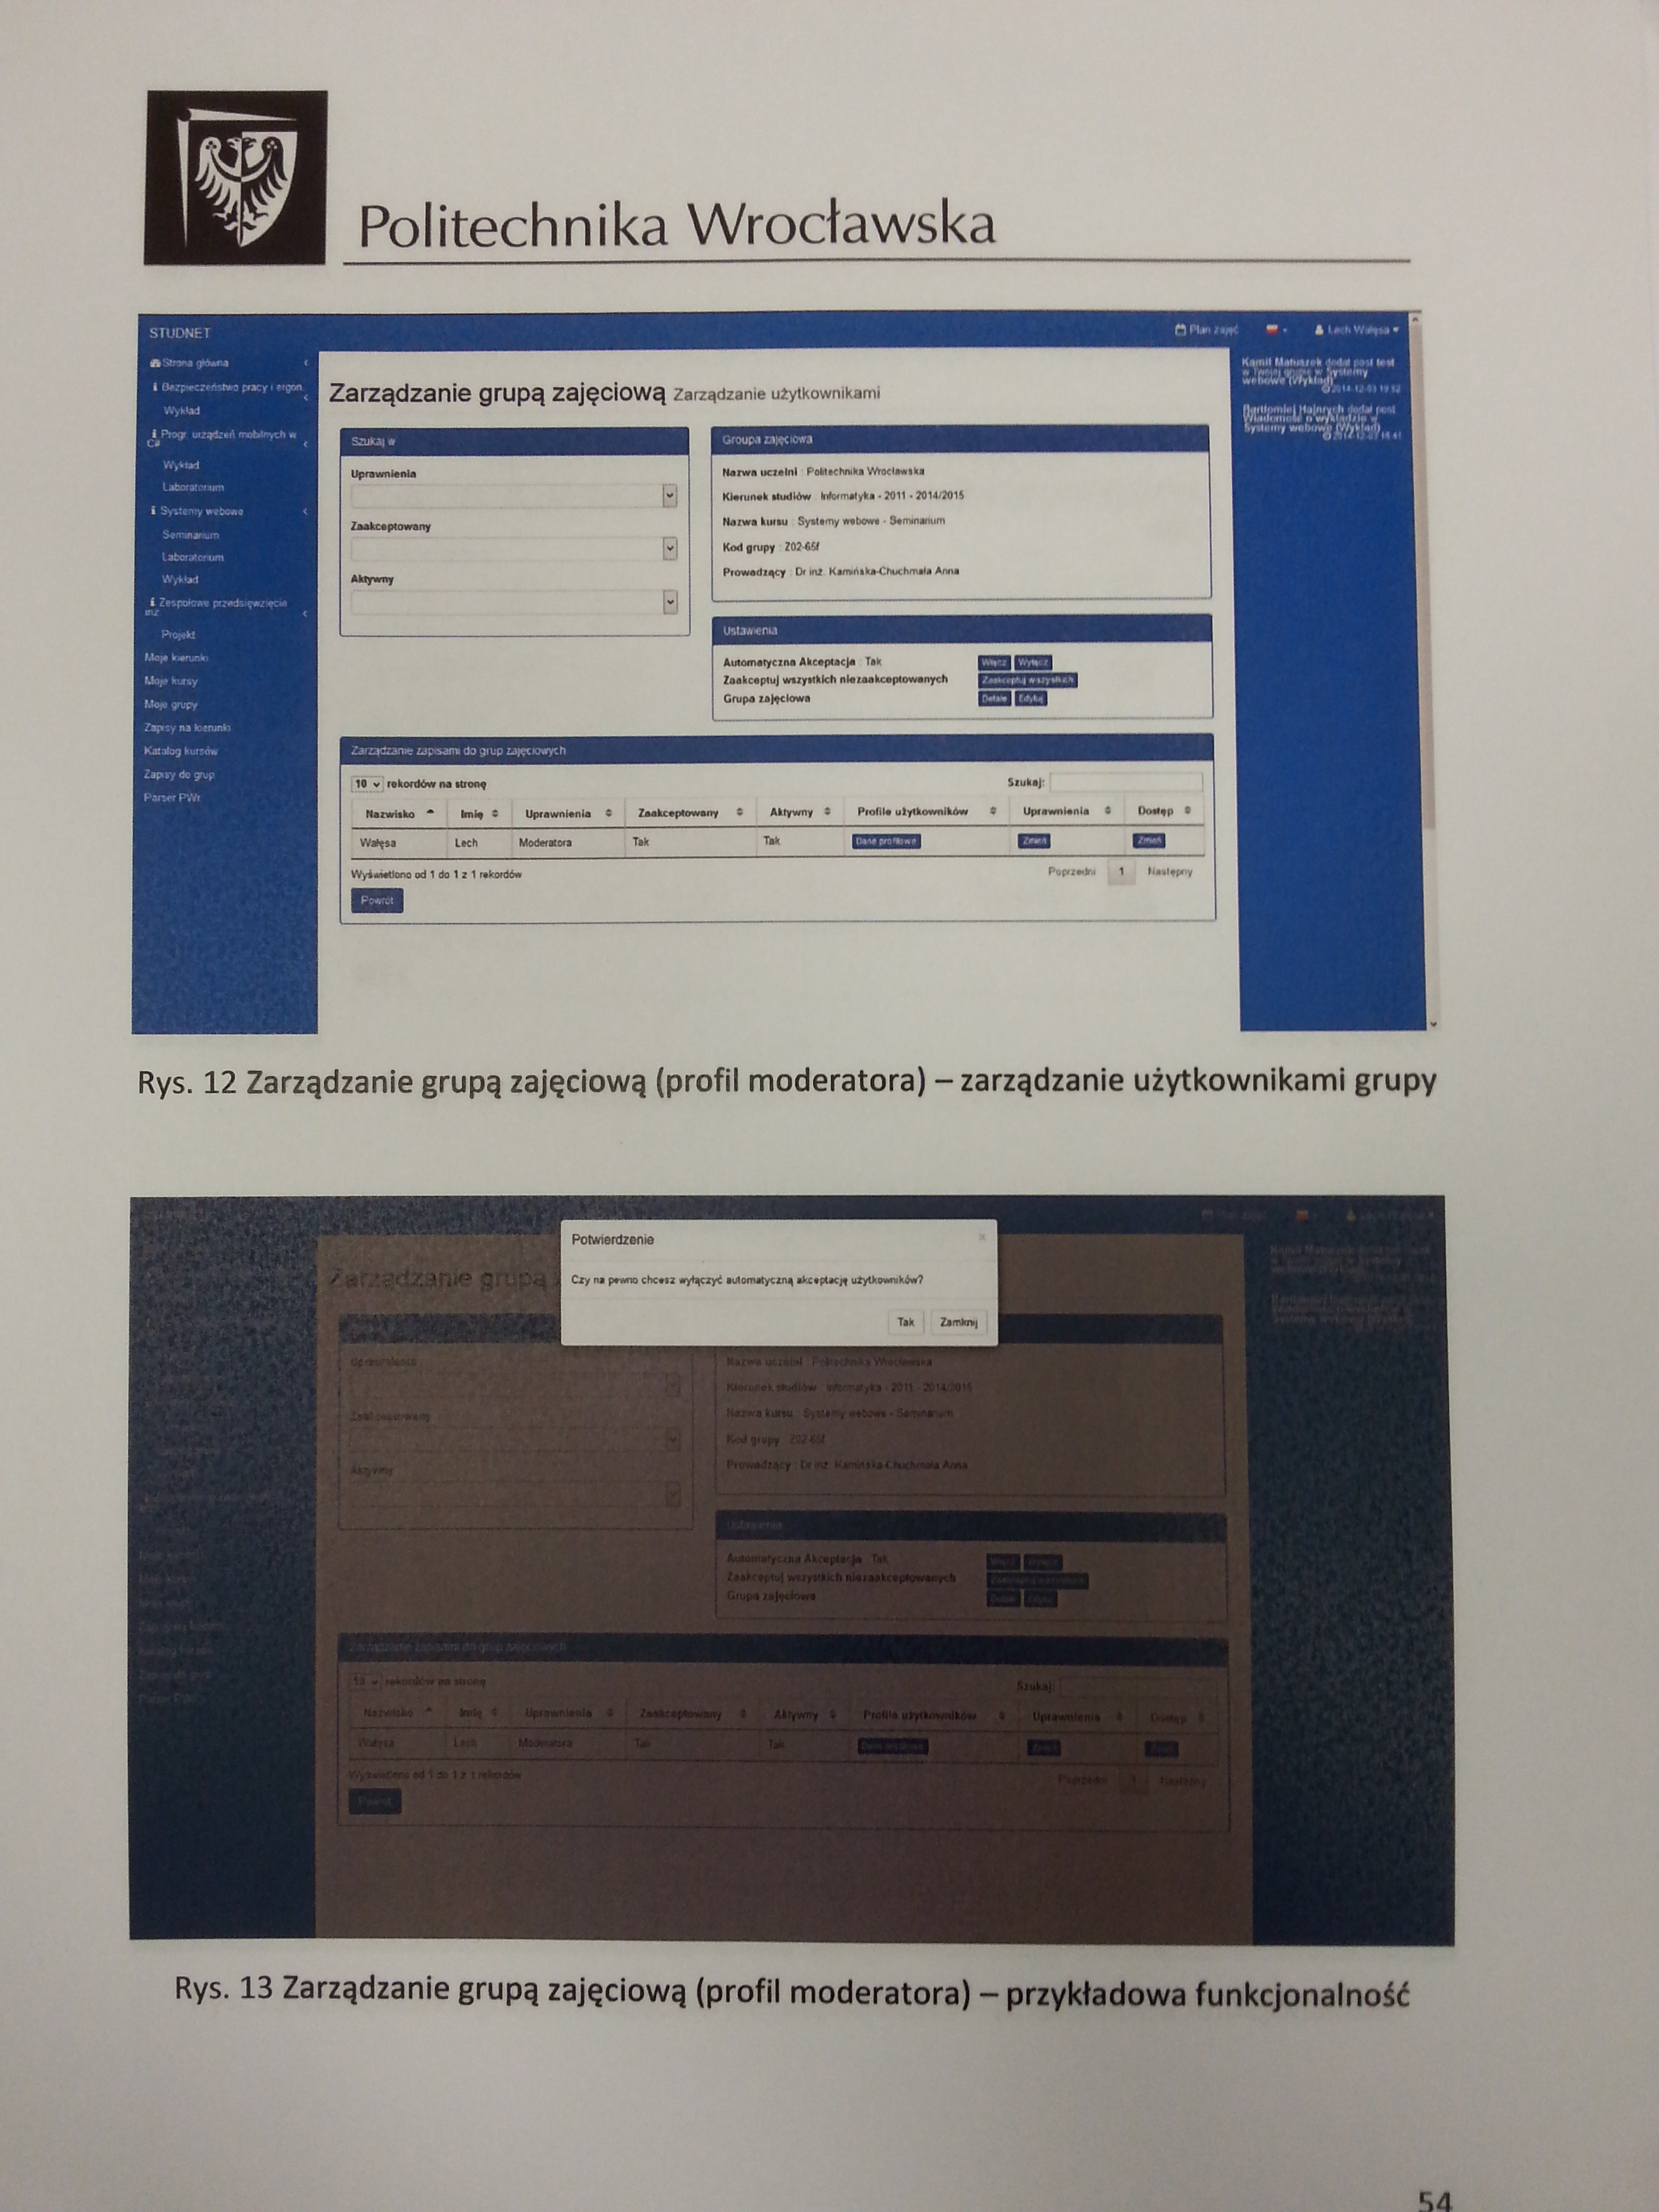 Politechnika Wrocławska
STUDNET
Plan zajęć
Lech Wałęsa
Strona główna
Bezpieczeństwo pracy i ergon.
Wykład
Progr. urządzeń mobilnych w
C#
Wykład
Laboratorium
Systemy webowe
Seminarium
Laboratorium
Wykład
Zespołowe przedsięwzięcie
inż
Projekt
Moje kierunki
Moje kursy
Moje grupy
Zapisy na kierunki
Katalog kursów
Zapisy do grup
Parser PWr
Zarządzanie grupą zajęciową Zarządzanie użytkownikami
Szukaj w
Uprawnienia
Zaakceptowany
Aktywny
Groupa zajęciowa
Nazwa uczelni : Politechnika Wrocławska
Kierunek studiów : Informatyka - 2011 - 2014/2015
Nazwa kursu : Systemy webowe - Seminarium
Kod grupy : Z02-65f
Prowadzący : Dr inż. Kamińska-Chuchmała Anna
Ustawienia
Automatyczna Akceptacja : Tak Włącz Wyłącz
Zaakceptuj wszystkich niezaakceptowanych Zaakceptuj wszystkich
Grupa zajęciowa Detale Edytuj
Zarządzanie zapisami do grup zajęciowych
10 rekordów na stronę Szukaj:
Nazwisko Imię Uprawnienia Zaakceptowany Aktywny Profile użytkowników Uprawnienia Dostęp
Wałęsa Lech Moderatora Tak Tak Dane profilowe Zmień Zmień
Wyświetlono od 1 do 1 z 1 rekordów Poprzedni 1 Następny
Powrót
Kamil Matuszek dodał post test
w Twojej grupie w Systemy
webowe (Wykład)
2014-12-03 19:52
Bartłomiej Hajnrych dodał post
Wiadomość o wykładzie w
Systemy webowe (Wykład)
Rys. 12 Zarządzanie grupą zajęciową (profil moderatora) – zarządzanie użytkownikami grupy
Potwierdzenie
Czy na pewno chcesz wyłączyć automatyczną akceptację użytkowników?
Tak Zamknij
Zarządzanie grupą
Uprawnienia
Zaakceptowany
Aktywny
Nazwa uczelni : Politechnika Wrocławska
Kierunek studiów : Informatyka - 2011 - 2014/2015
Nazwa kursu : Systemy webowe - Seminarium
Kod grupy : Z02-65f
Prowadzący : Dr inż. Kamińska-Chuchmała Anna
Ustawienia
Automatyczna Akceptacja : Tak
Zaakceptuj wszystkich niezaakceptowanych
Grupa zajęciowa
Zarządzanie zapisami do grup zajęciowych
10 rekordów na stronę Szukaj:
Nazwisko Imię Uprawnienia Zaakceptowany Aktywny Profile użytkowników Uprawnienia Dostęp
Wałęsa Lech Moderatora Tak Tak
Wyświetlono od 1 do 1 z 1 rekordów Poprzedni 1 Następny
Powrót
Rys. 13 Zarządzanie grupą zajęciową (profil moderatora) – przykładowa funkcjonalność
54